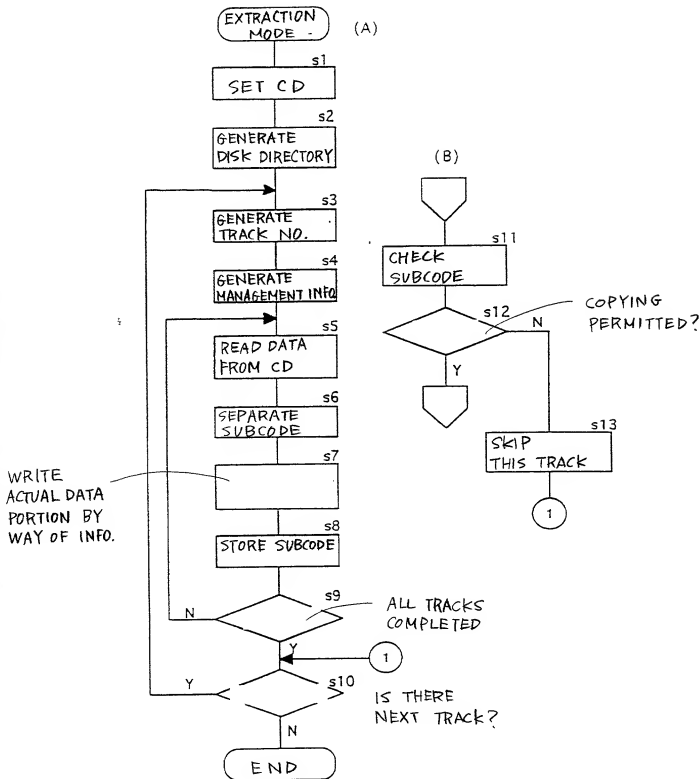 EXTRACTION
MODE
(A)
s1
SET CD
s2
GENERATE
DISK DIRECTORY
s3
GENERATE
TRACK NO.
s4
GENERATE
MANAGEMENT INFO.
s5
READ DATA
FROM CD
s6
SEPARATE
SUBCODE
s7
WRITE
ACTUAL DATA
PORTION BY
WAY OF INFO.
s8
STORE SUBCODE
s9
ALL TRACKS
COMPLETED
N
Y
1
s10
IS THERE
NEXT TRACK?
Y
N
END
(B)
s11
CHECK
SUBCODE
s12
COPYING
PERMITTED?
N
Y
s13
SKIP
THIS TRACK
1